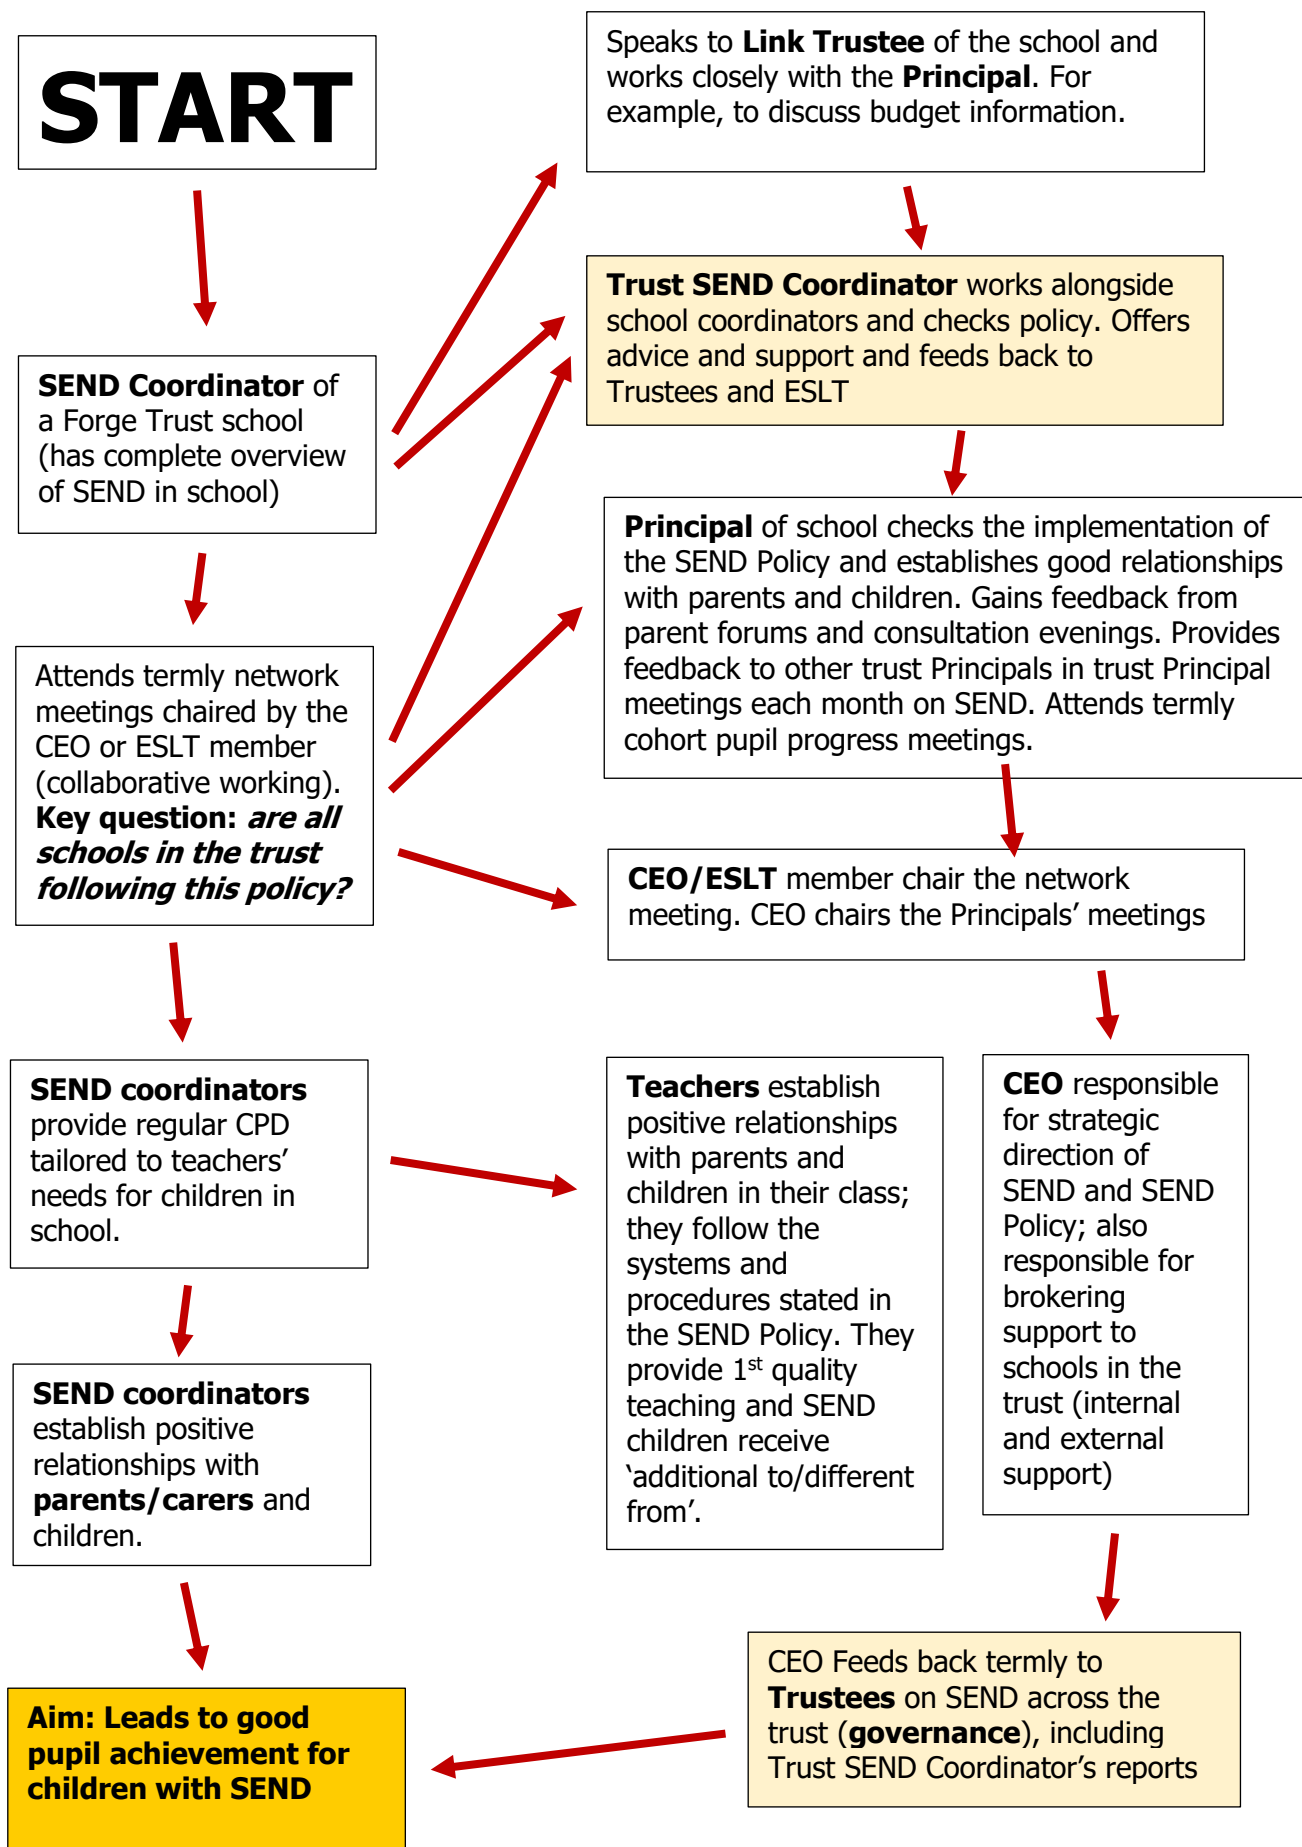 START
Speaks to Link Trustee of the school and
works closely with the Principal. For
example, to discuss budget information.
Trust SEND Coordinator works alongside
school coordinators and checks policy. Offers
advice and support and feeds back to
Trustees and ESLT
SEND Coordinator of
a Forge Trust school
(has complete overview
of SEND in school)
Principal of school checks the implementation of
the SEND Policy and establishes good relationships
with parents and children. Gains feedback from
parent forums and consultation evenings. Provides
feedback to other trust Principals in trust Principal
meetings each month on SEND. Attends termly
cohort pupil progress meetings.
Attends termly network
meetings chaired by the
CEO or ESLT member
(collaborative working).
Key question: are all
schools in the trust
following this policy?
CEO/ESLT member chair the network
meeting. CEO chairs the Principals’ meetings
SEND coordinators
provide regular CPD
tailored to teachers’
needs for children in
school.
Teachers establish
positive relationships
with parents and
children in their class;
they follow the
systems and
procedures stated in
the SEND Policy. They
provide 1st quality
teaching and SEND
children receive
‘additional to/different
from’.
CEO responsible
for strategic
direction of
SEND and SEND
Policy; also
responsible for
brokering
support to
schools in the
trust (internal
and external
support)
SEND coordinators
establish positive
relationships with
parents/carers and
children.
CEO Feeds back termly to
Trustees on SEND across the
trust (governance), including
Trust SEND Coordinator’s reports
Aim: Leads to good
pupil achievement for
children with SEND